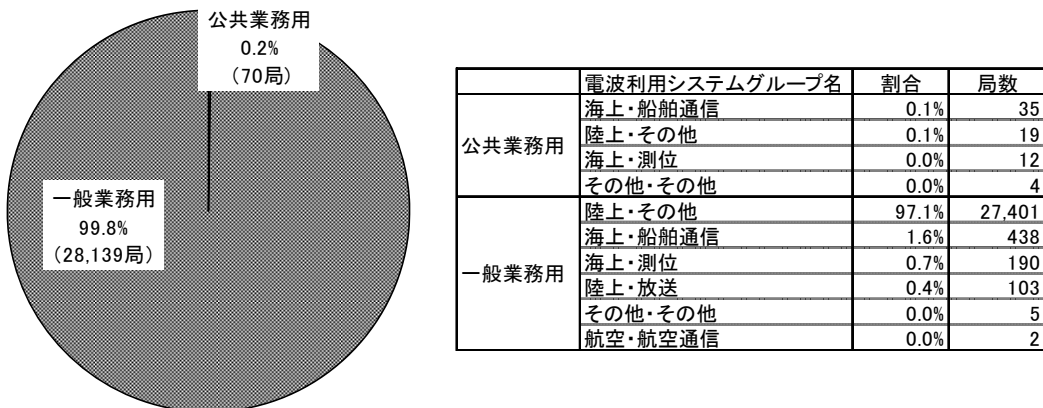 公共業務用
0.2%
（70局）
一般業務用
99.8%
（28,139局）
電波利用システムグループ名 割合 局数
公共業務用
海上・船舶通信 0.1% 35
陸上・その他 0.1% 19
海上・測位 0.0% 12
その他・その他 0.0% 4
一般業務用
陸上・その他 97.1% 27,401
海上・船舶通信 1.6% 438
海上・測位 0.7% 190
陸上・放送 0.4% 103
その他・その他 0.0% 5
航空・航空通信 0.0% 2